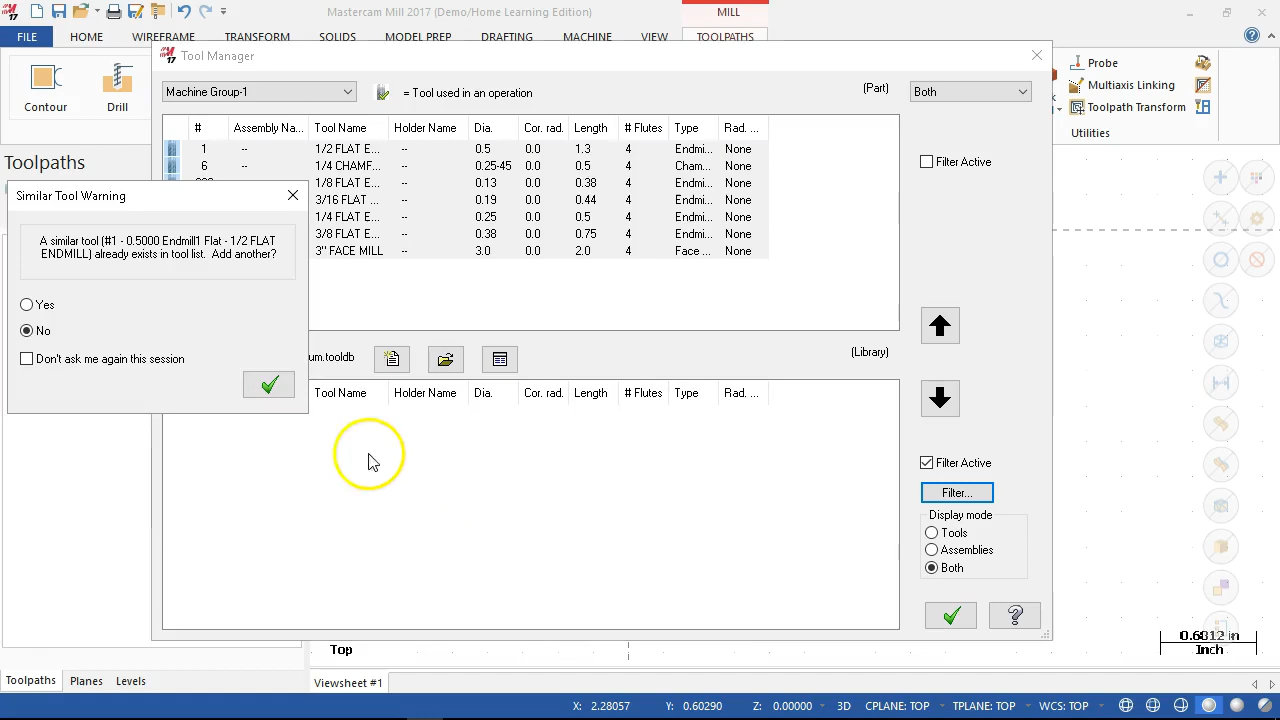 Mastercam Mill 2017 (Demo/Home Learning Edition)
MILL
FILE HOME WIREFRAME TRANSFORM SOLIDS MODEL PREP DRAFTING MACHINE VIEW TOOLPATHS
Tool Manager
Contour Drill
Probe
Multiaxis Linking
Toolpath Transform
Utilities
Toolpaths
Machine Group-1
= Tool used in an operation
(Part)
Both
# Assembly Na... Tool Name Holder Name Dia. Cor. rad. Length # Flutes Type Rad. ...
1 -- 1/2 FLAT E... -- 0.5 0.0 1.3 4 Endmi... None
6 -- 1/4 CHAMF... -- 0.25-45 0.0 0.5 4 Cham... None
1/8 FLAT E... -- 0.13 0.0 0.38 4 Endmi... None
3/16 FLAT ... -- 0.13 0.0 0.44 4 Endmi... None
1/4 FLAT E... -- 0.25 0.0 0.5 4 Endmi... None
3/8 FLAT E... -- 0.38 0.0 0.75 4 Endmi... None
3" FACE MILL -- 3.0 0.0 2.0 4 Face ... None
Filter Active
Similar Tool Warning
A similar tool (#1 - 0.5000 Endmill1 Flat - 1/2 FLAT
ENDMILL) already exists in tool list. Add another?
Yes
No
Don't ask me again this session
um.tooldb
(Library)
Tool Name Holder Name Dia. Cor. rad. Length # Flutes Type Rad. ...
Filter Active
Filter...
Display mode
Tools
Assemblies
Both
Top
0.6312 in
Inch
Toolpaths Planes Levels
Viewsheet #1
X: 2.28057 Y: 0.60290 Z: 0.00000 3D CPLANE: TOP TPLANE: TOP WCS: TOP